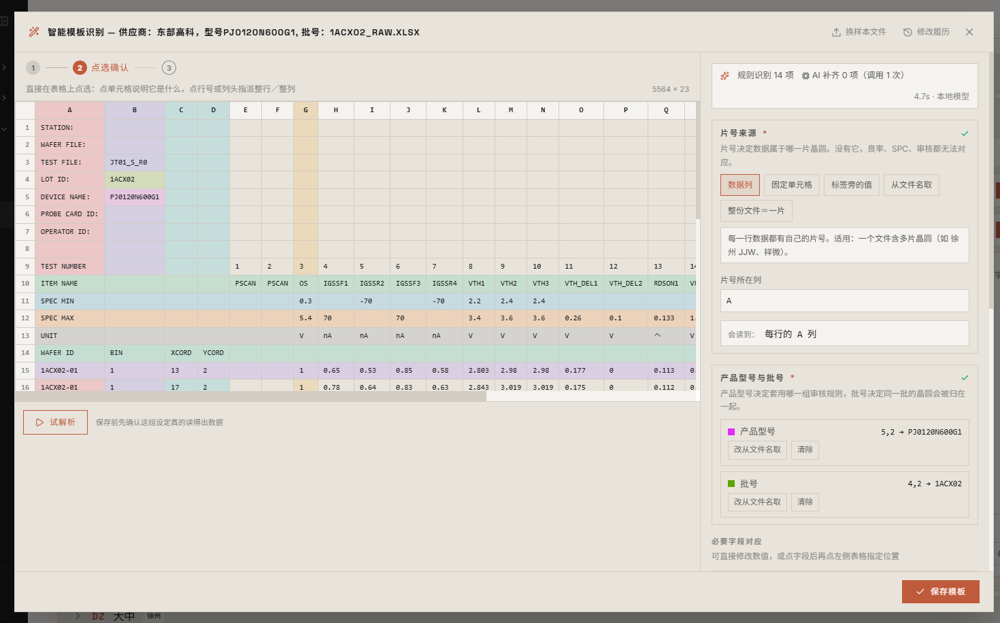 智能模板识别 — 供应商：东部高科，型号PJ0120N600G1, 批号：1ACX02_RAW.XLSX
换样本文件 修改履历
1 2 点选确认 3
直接在表格上点选：点单元格说明它是什么，点行号或列头指派整行／整列 5564 × 23
A B C D E F G H I J K L M N O P Q
1 STATION:
2 WAFER FILE:
3 TEST FILE: JT01_S_R0
4 LOT ID: 1ACX02
5 DEVICE NAME: PJ0120N600G1
6 PROBE CARD ID:
7 OPERATOR ID:
8
9 TEST NUMBER 1 2 3 4 5 6 7 8 9 10 11 12 13
10 ITEM NAME PSCAN PSCAN OS IGSSF1 IGSSR2 IGSSF3 IGSSR4 VTH1 VTH2 VTH3 VTH_DEL1 VTH_DEL2 RDSON1
11 SPEC MIN 0.3 -70 -70 2.2 2.4 2.4
12 SPEC MAX 5.4 70 70 3.4 3.6 3.6 0.26 0.1 0.133
13 UNIT V nA nA nA nA V V V V V ヘ V
14 WAFER ID BIN XCORD YCORD
15 1ACX02-01 1 13 2 1 0.65 0.53 0.85 0.58 2.803 2.98 2.98 0.177 0 0.113
16 1ACX02-01 1 17 2 1 0.78 0.64 0.83 0.63 2.843 3.019 3.019 0.175 0 0.112
试解析 保存前先确认这组设定真的读得出数据
规则识别 14 项 AI 补齐 0 项（调用 1 次）
4.7s · 本地模型
片号来源 *
片号决定数据属于哪一片晶圆。没有它，良率、SPC、审核都无法对
应。
数据列 固定单元格 标签旁的值 从文件名取
整份文件＝一片
每一行数据都有自己的片号。适用：一个文件含多片晶圆（如 徐
州 JJW、祥微）。
片号所在列
A
会读到： 每行的 A 列
产品型号与批号 *
产品型号决定套用哪一组审核规则，批号决定同一批的晶圆会被归在
一起。
产品型号 5,2 → PJ0120N600G1
改从文件名取 清除
批号 4,2 → 1ACX02
改从文件名取 清除
必要字段对应
可直接修改数值，或点字段后再点左侧表格指定位置
保存模板
DZ 大中 徐州